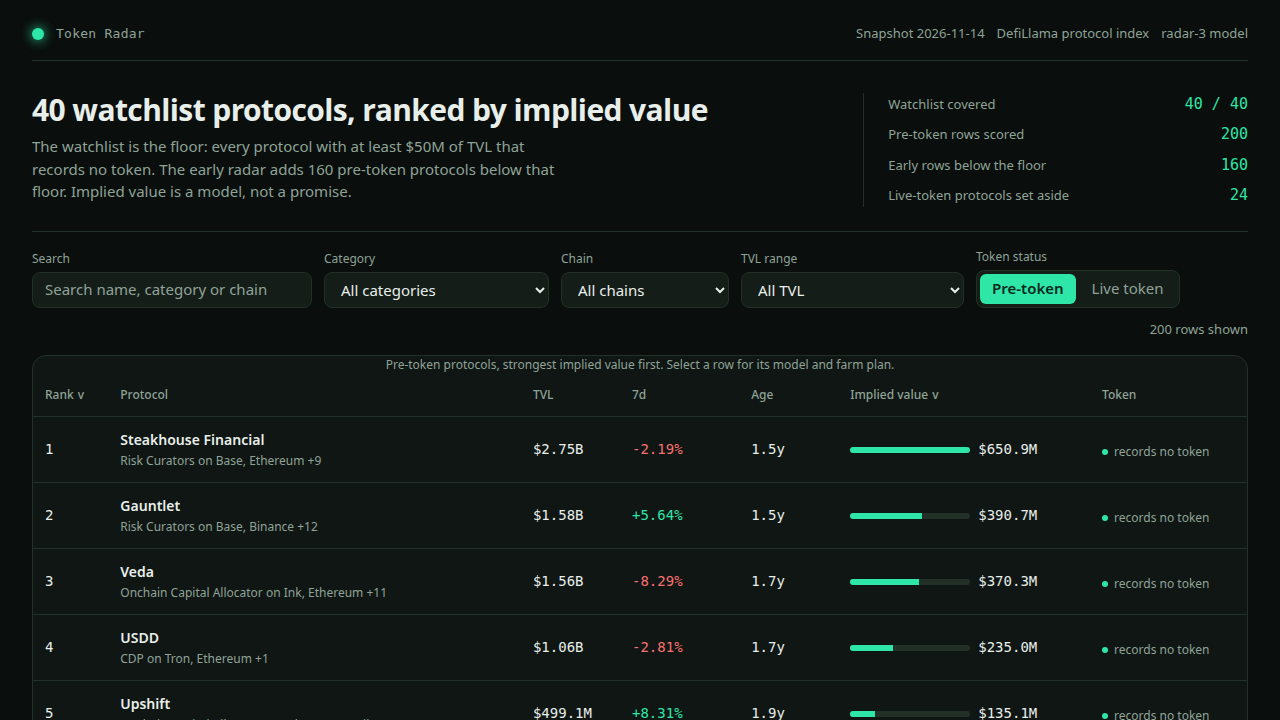 Token Radar
Snapshot 2026-11-14 DefiLlama protocol index radar-3 model
40 watchlist protocols, ranked by implied value
The watchlist is the floor: every protocol with at least $50M of TVL that
records no token. The early radar adds 160 pre-token protocols below that
floor. Implied value is a model, not a promise.
Watchlist covered 40 / 40
Pre-token rows scored 200
Early rows below the floor 160
Live-token protocols set aside 24
Search Category Chain TVL range Token status
Search name, category or chain All categories All chains All TVL Pre-token Live token
200 rows shown
Pre-token protocols, strongest implied value first. Select a row for its model and farm plan.
Rank v Protocol TVL 7d Age Implied value v Token
1 Steakhouse Financial $2.75B -2.19% 1.5y $650.9M records no token
Risk Curators on Base, Ethereum +9
2 Gauntlet $1.58B +5.64% 1.5y $390.7M records no token
Risk Curators on Base, Binance +12
3 Veda $1.56B -8.29% 1.7y $370.3M records no token
Onchain Capital Allocator on Ink, Ethereum +11
4 USDD $1.06B -2.81% 1.7y $235.0M records no token
CDP on Tron, Ethereum +1
5 Upshift $499.1M +8.31% 1.9y $135.1M records no token